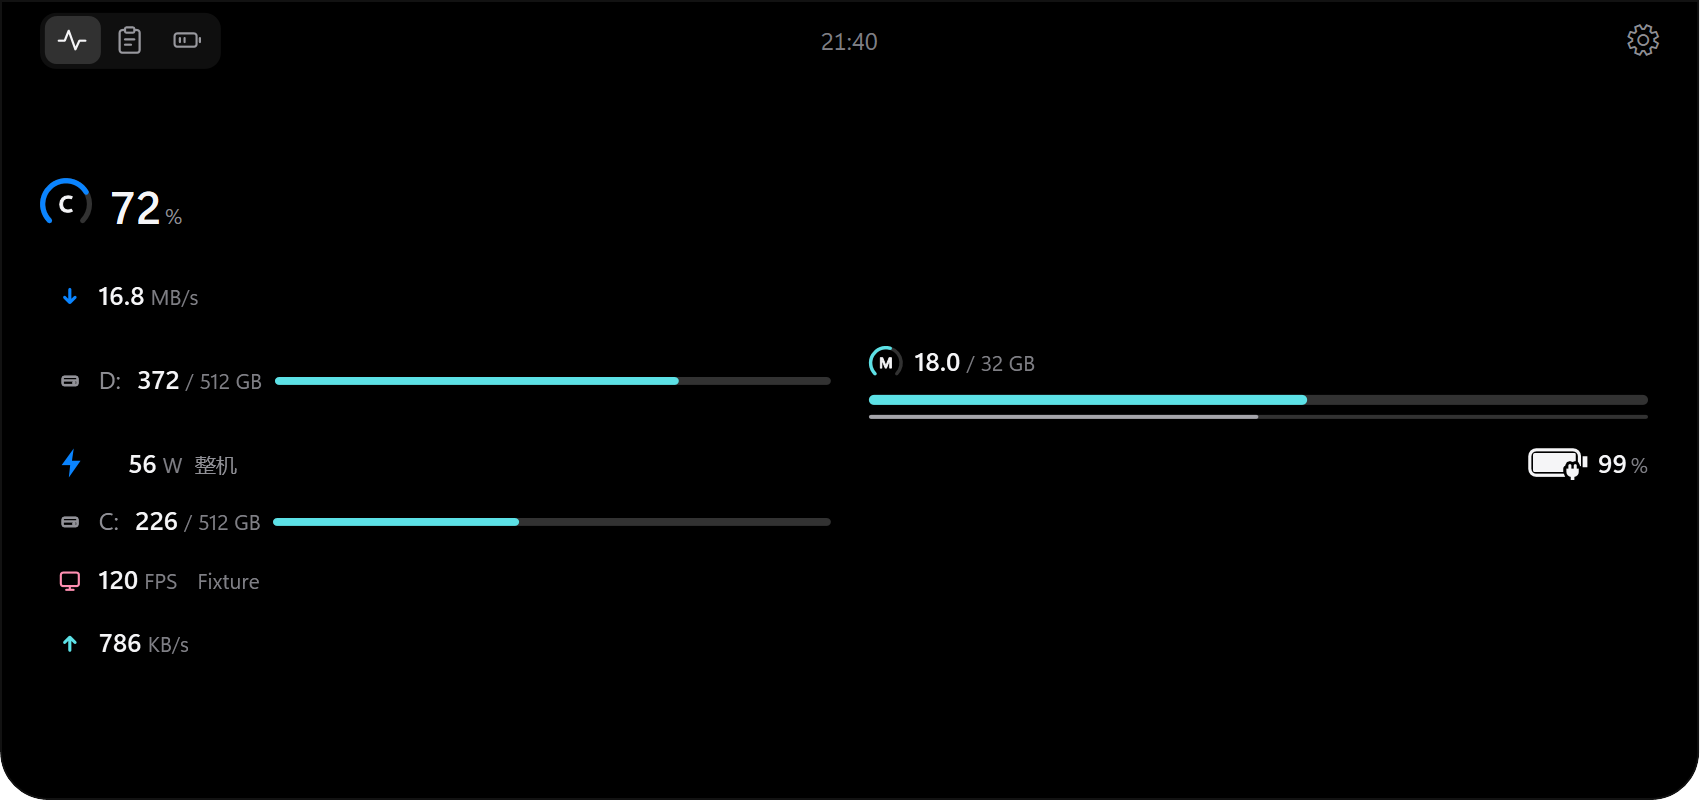 21:40
C 72 %
16.8 MB/s
D: 372 / 512 GB
M 18.0 / 32 GB
56 W 整机
99 %
C: 226 / 512 GB
120 FPS Fixture
786 KB/s